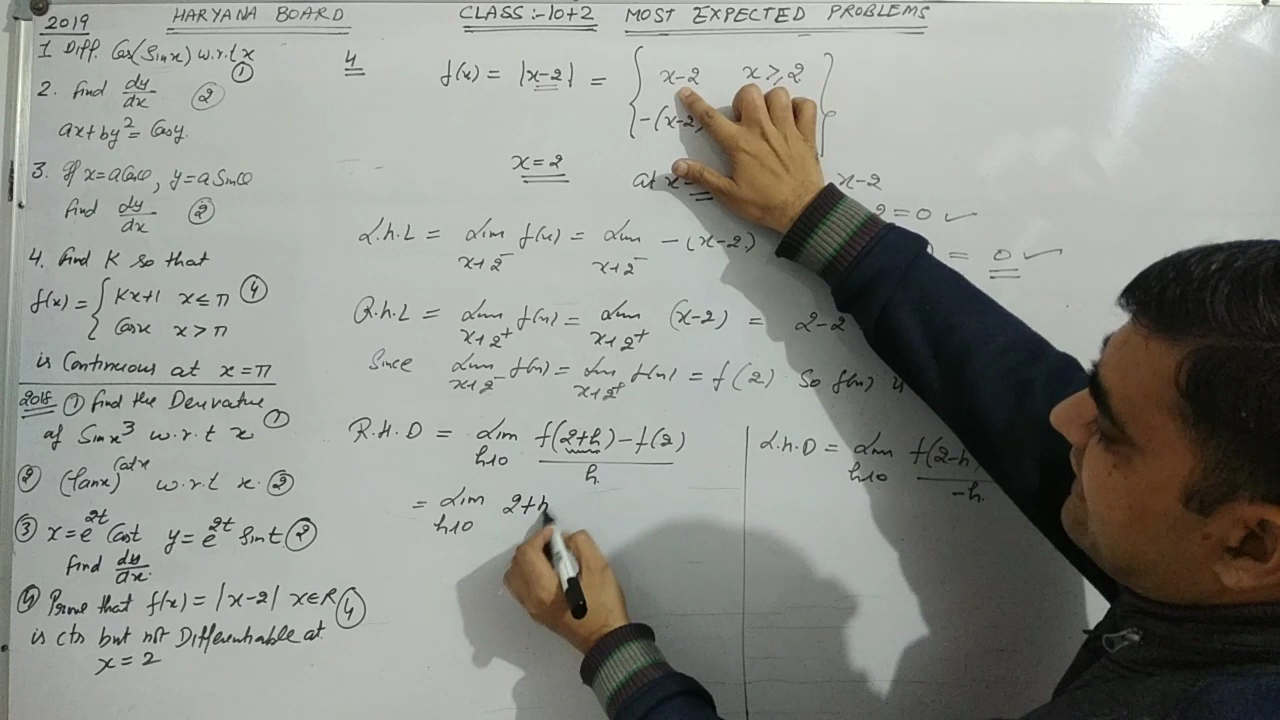 2019 HARYANA BOARD CLASS :- 10+2 MOST EXPECTED PROBLEMS
1 Diff. Cos(Sinx) w.r.t x ①
2. find dy/dx ②
ax+by²= Cosy.
3. If x=aCosθ, y=aSinθ
find dy/dx ②
4. find K so that
f(x) = { Kx+1 x≤π ④
Cosx x>π
is Continuous at x=π
2018 ① find the Derivative
of Sinx³ w.r.t x ①
② (tanx)^cotx w.r.t x. ②
③ x=e^2t Cost y=e^2t Sint ②
find dy/dx.
④ Prove that f(x) = |x-2| x∈R ④
is cts but not Differentiable at
x=2
4 f(x) = |x-2| = { x-2 x≥2
-(x-2)
x=2 at x= x-2
2=0 ✓
L.h.L = Lim x→2⁻ f(x) = Lim x→2⁻ -(x-2) = 0 ✓
R.h.L = Lim x→2⁺ f(x) = Lim x→2⁺ (x-2) = 2-2
Since Lim x→2⁻ f(x) = Lim x→2⁺ f(x) = f(2). So f(x) is
R.H.D = Lim h→0 f(2+h)-f(2)/h
= Lim h→0 2+h
L.h.D = Lim h→0 f(2-h)/-h